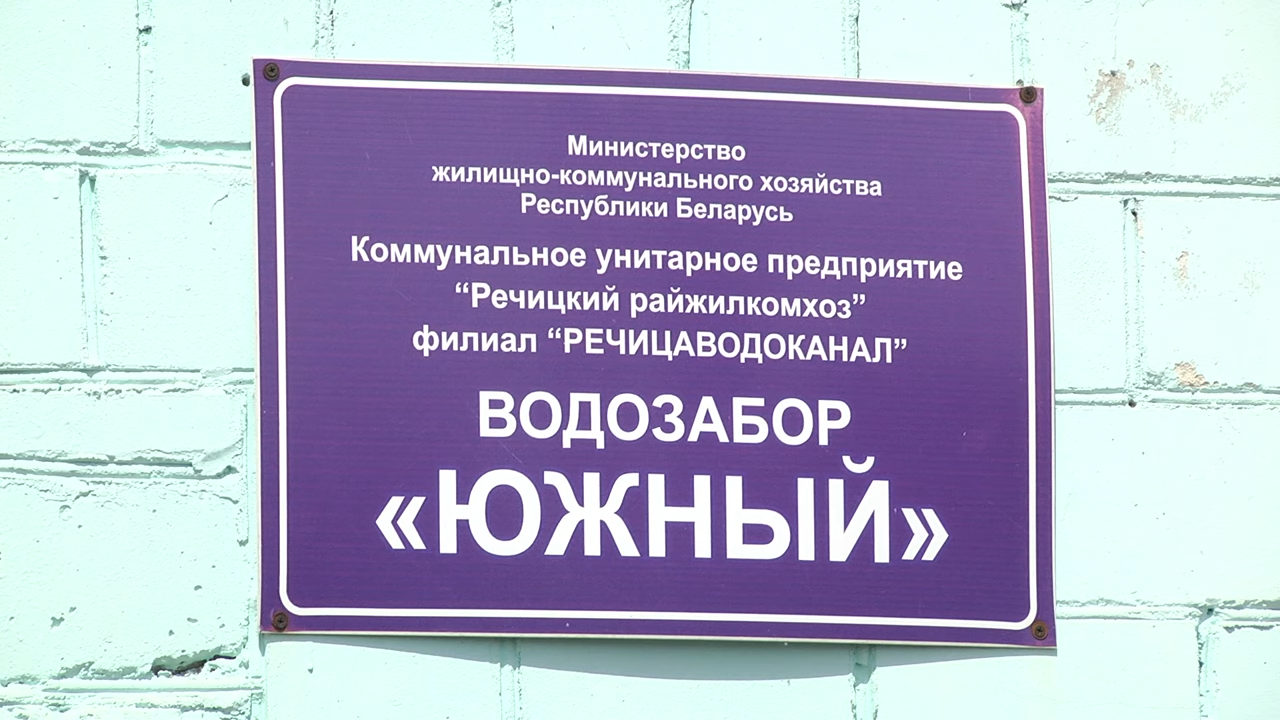 Министерство
жилищно-коммунального хозяйства
Республики Беларусь
Коммунальное унитарное предприятие
“Речицкий райжилкомхоз”
филиал “РЕЧИЦАВОДОКАНАЛ”
ВОДОЗАБОР
«ЮЖНЫЙ»